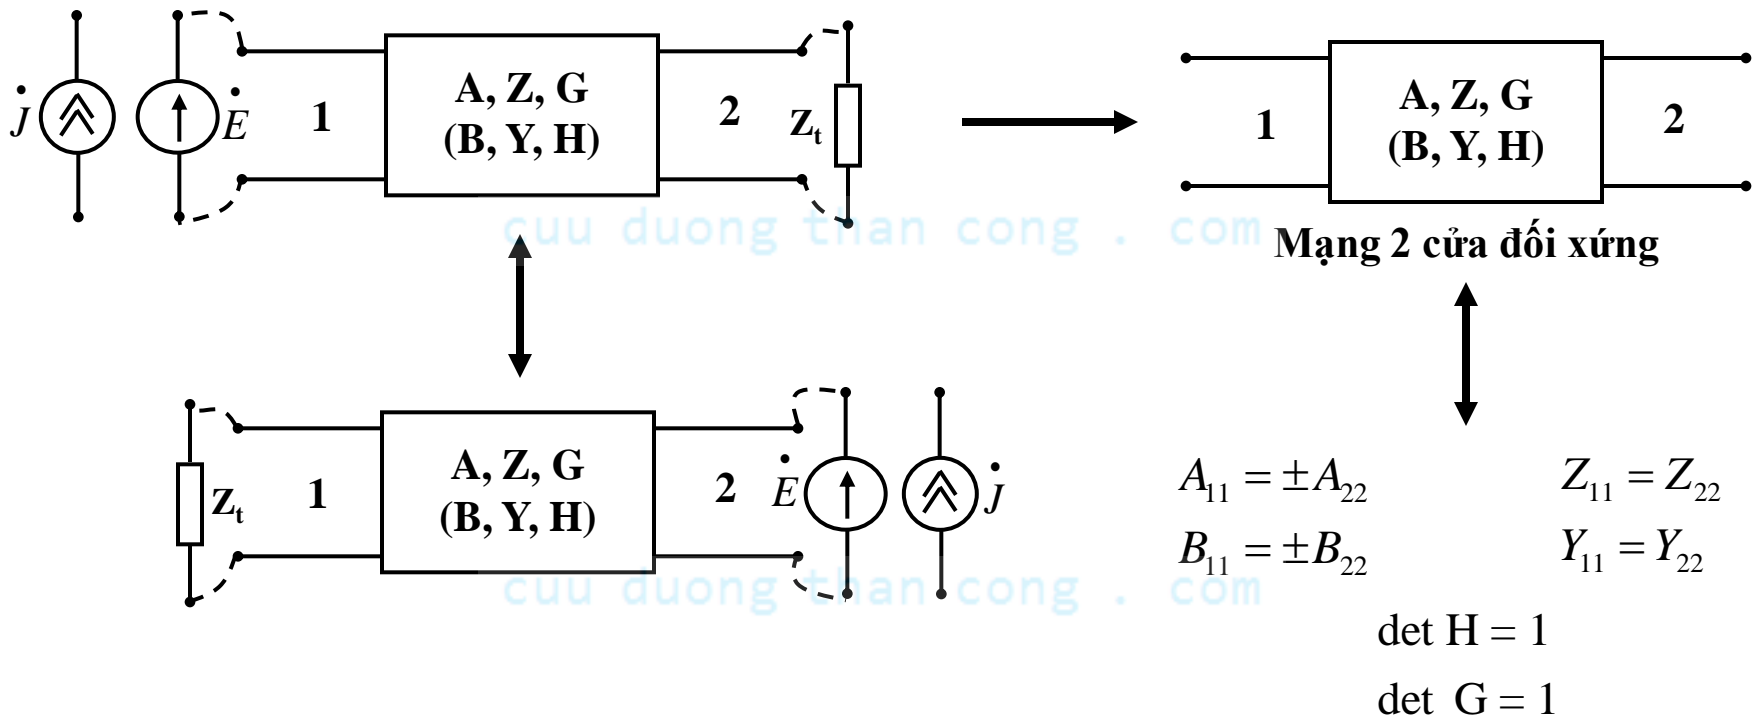 J̇ Ė 1 A, Z, G 2 Zt
(B, Y, H)
1 A, Z, G 2
(B, Y, H)
cuu duong than cong . com
Mạng 2 cửa đối xứng
Zt 1 A, Z, G 2 Ė J̇
(B, Y, H)
A11 = ±A22 Z11 = Z22
B11 = ±B22 Y11 = Y22
cuu duong than cong . com
det H = 1
det G = 1